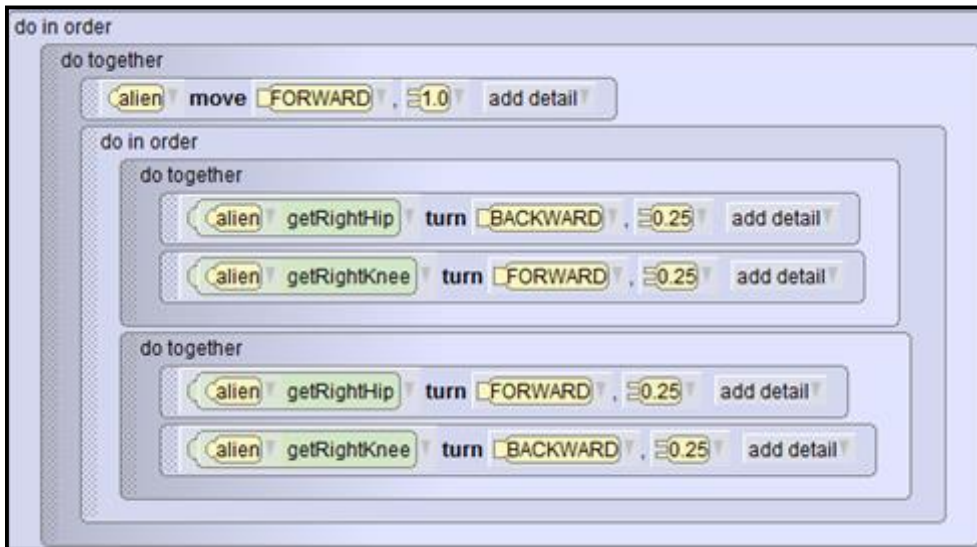 do in order
do together
alien move FORWARD , 1.0 add detail
do in order
do together
alien getRightHip turn BACKWARD , 0.25 add detail
alien getRightKnee turn FORWARD , 0.25 add detail
do together
alien getRightHip turn FORWARD , 0.25 add detail
alien getRightKnee turn BACKWARD , 0.25 add detail